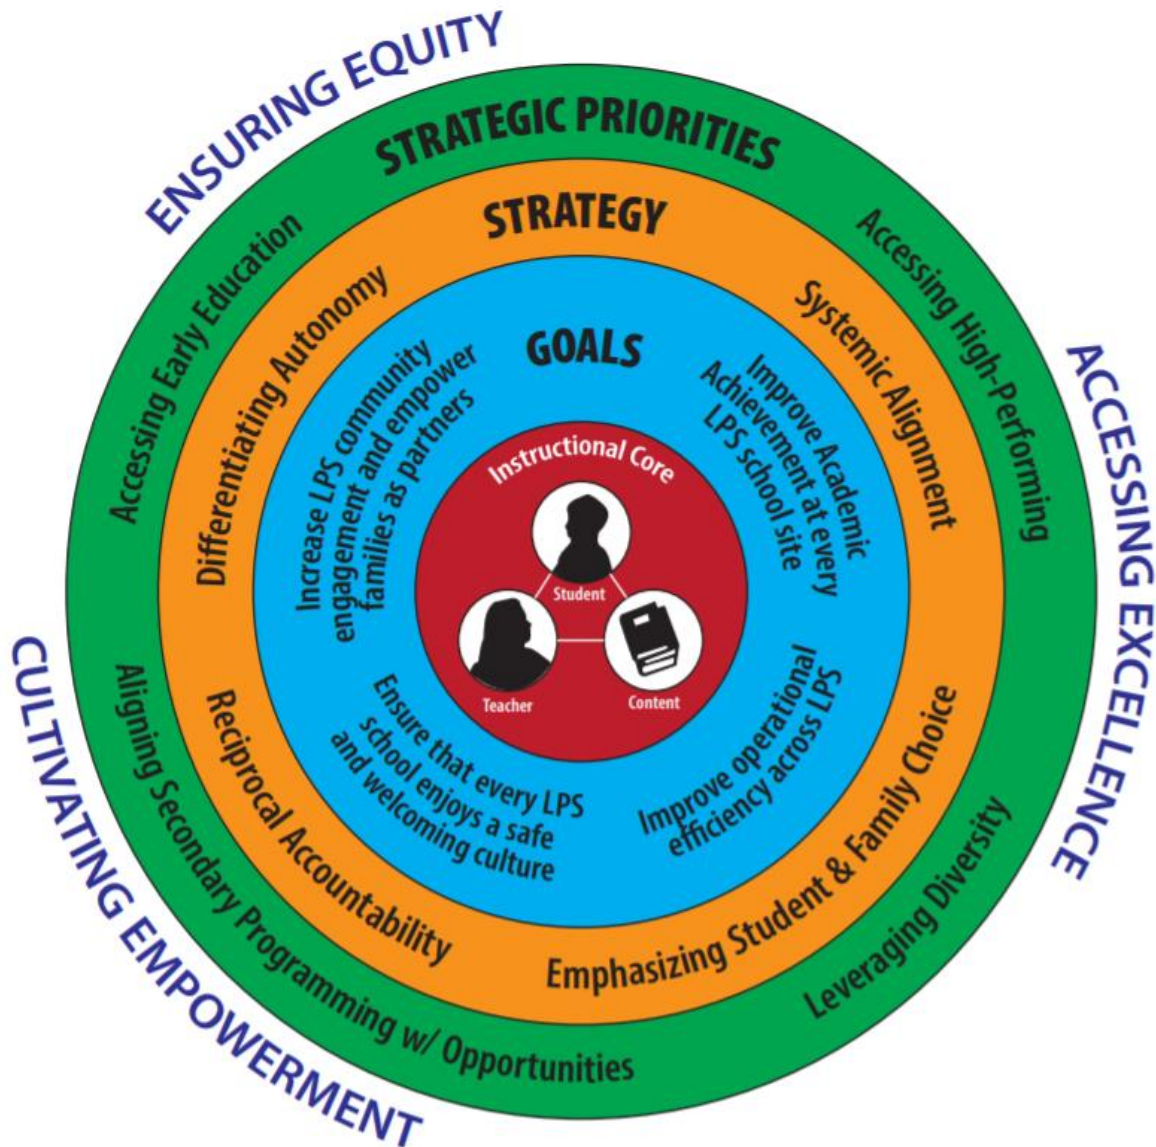 ENSURING EQUITY
ACCESSING EXCELLENCE
CULTIVATING EMPOWERMENT
STRATEGIC PRIORITIES
Accessing Early Education
Accessing High-Performing
Leveraging Diversity
Aligning Secondary Programming w/ Opportunities
STRATEGY
Differentiating Autonomy
Systemic Alignment
Emphasizing Student & Family Choice
Reciprocal Accountability
GOALS
Increase LPS community
engagement and empower
families as partners
Improve Academic
Achievement at every
LPS school site
Improve operational
efficiency across LPS
Ensure that every LPS
school enjoys a safe
and welcoming culture
Instructional Core
Student
Teacher
Content